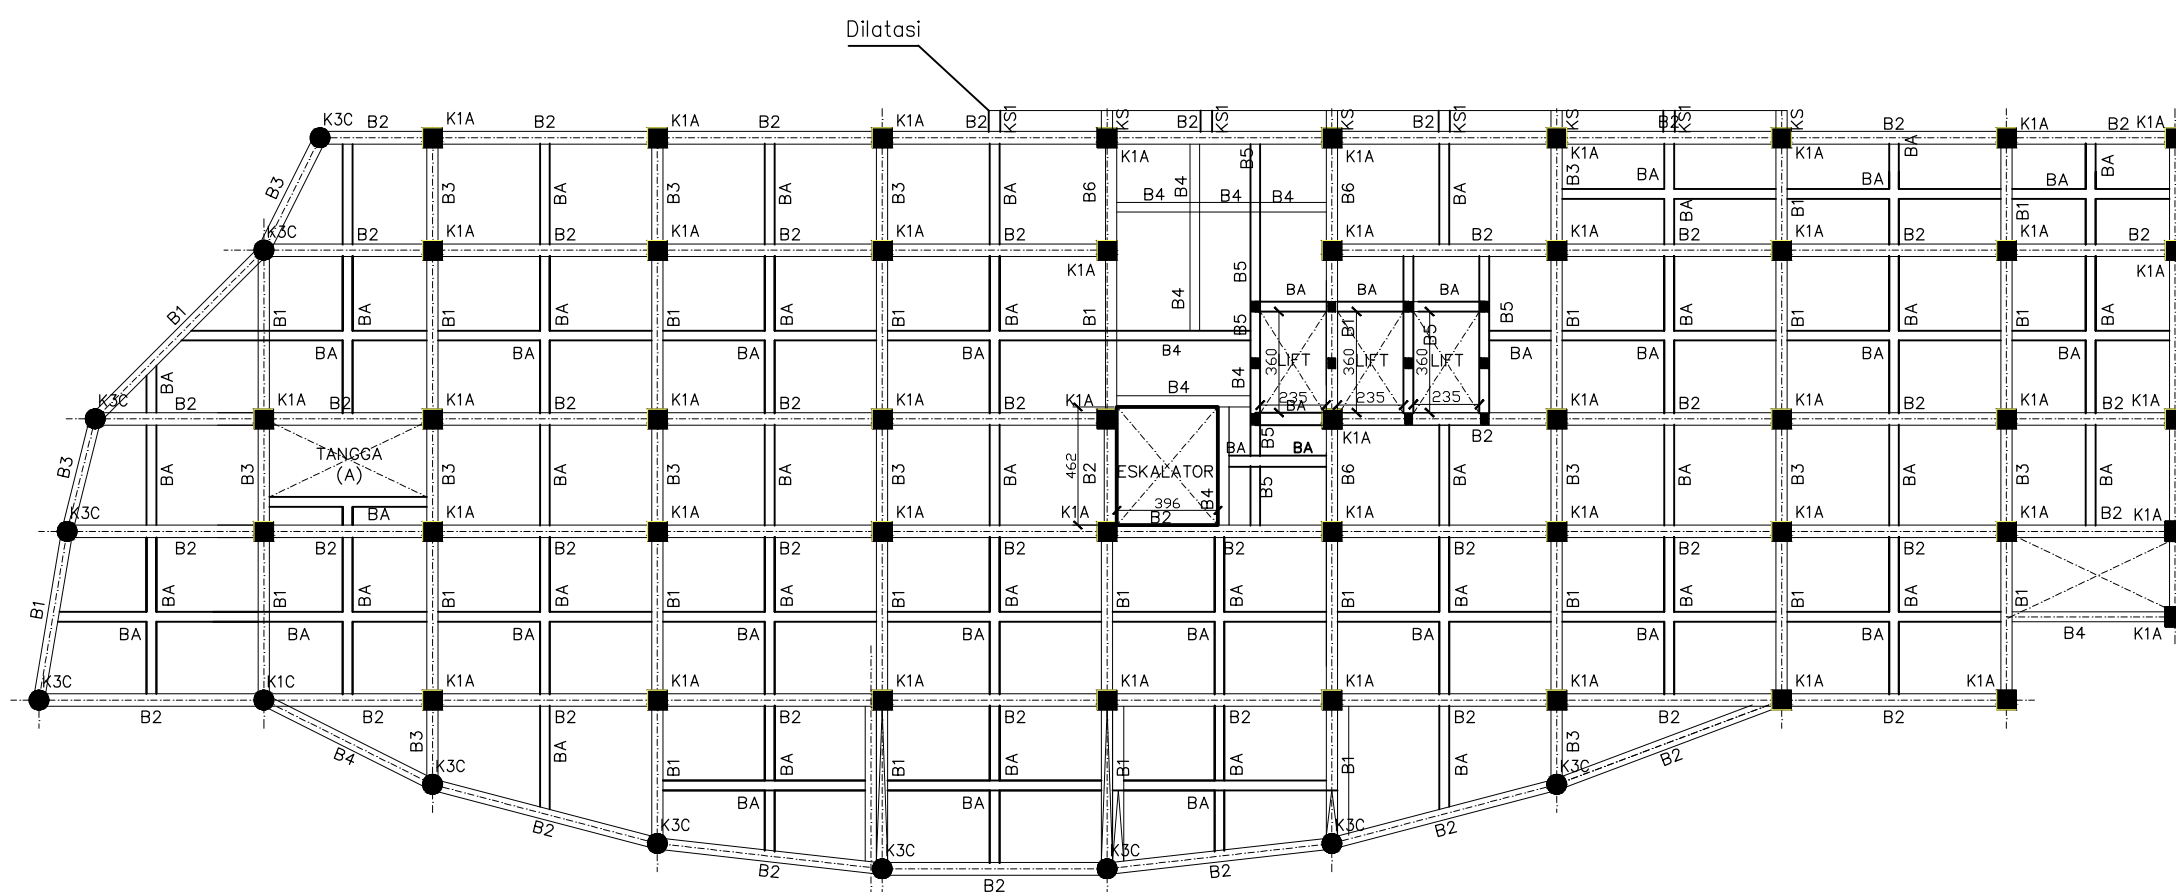 Dilatasi
K3C B2 K1A B2 K1A B2 K1A B2 KS1 KS B2 KS1 KS B2 KS1 KS B2 KS1 KS B2 K1A B2 K1A
K1A K1A K1A K1A
B3 B3 BA B3 BA B3 BA B6 B4 B5 B6 BA B3 BA BA BA BA BA BA
B4 B4 B4
BA B1 B1
K3C B2 K1A B2 K1A B2 K1A B2 B2 K1A B2 K1A B2 K1A B2 K1A B2
K1A K1A
B5
BA BA BA
B1 B1 BA B1 BA B1 BA B1 BA B1 B4 B5 B1 B5 B5 B1 BA B1 BA B1 BA
BA BA BA BA B4 BA BA BA BA
360 LIFT 360 LIFT 360 LIFT
BA B4 B4
K3C B2 K1A B2 K1A B2 K1A B2 K1A B2 K1A 235 BA 235 235 K1A B2 K1A B2 K1A B2 K1A
K1A B2
B5 BA BA
TANGGA
(A)
B3 BA B3 B3 BA B3 BA B3 BA 462 B2 ESKALATOR B4 B5 B6 BA B3 BA B3 BA B3 BA
396
BA
K3C K1A K1A K1A K1A B2 K1A K1A K1A K1A B2 K1A
B2 B2 B2 B2 B2 B2 B2 B2 B2
B1 BA B1 BA B1 BA B1 BA B1 BA B1 BA B1 BA B1 BA B1 BA B1
BA BA BA BA BA BA BA BA BA B4 K1A
K3C K1C K1A K1A K1A K1A K1A K1A K1A K1A
B2 B2 B2 B2 B2 B2 B2 B2 B2
B4 B3 BA B1 BA B1 BA B1 BA B1 BA B3 B2
K3C K3C
BA BA BA
B2 K3C K3C B2
B2 K3C K3C B2
B2